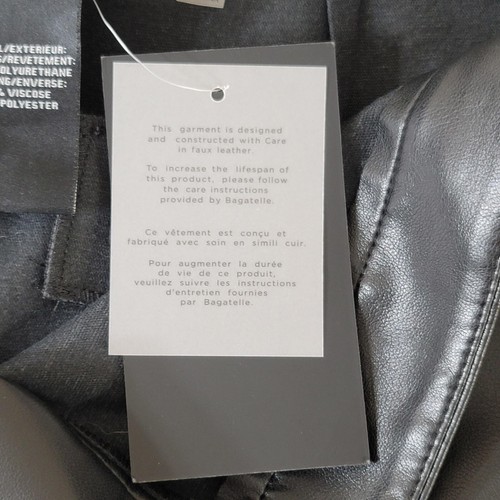 L/EXTERIEUR:
/REVETEMENT:
OLYURETHANE
NG/ENVERSE:
% VISCOSE
POLYESTER
This garment is designed
and constructed with Care
in faux leather.
To increase the lifespan of
this product, please follow
the care instructions
provided by Bagatelle.
Ce vêtement est conçu et
fabriqué avec soin en simili cuir.
Pour augmenter la durée
de vie de ce produit,
veuillez suivre les instructions
d'entretien fournies
par Bagatelle.